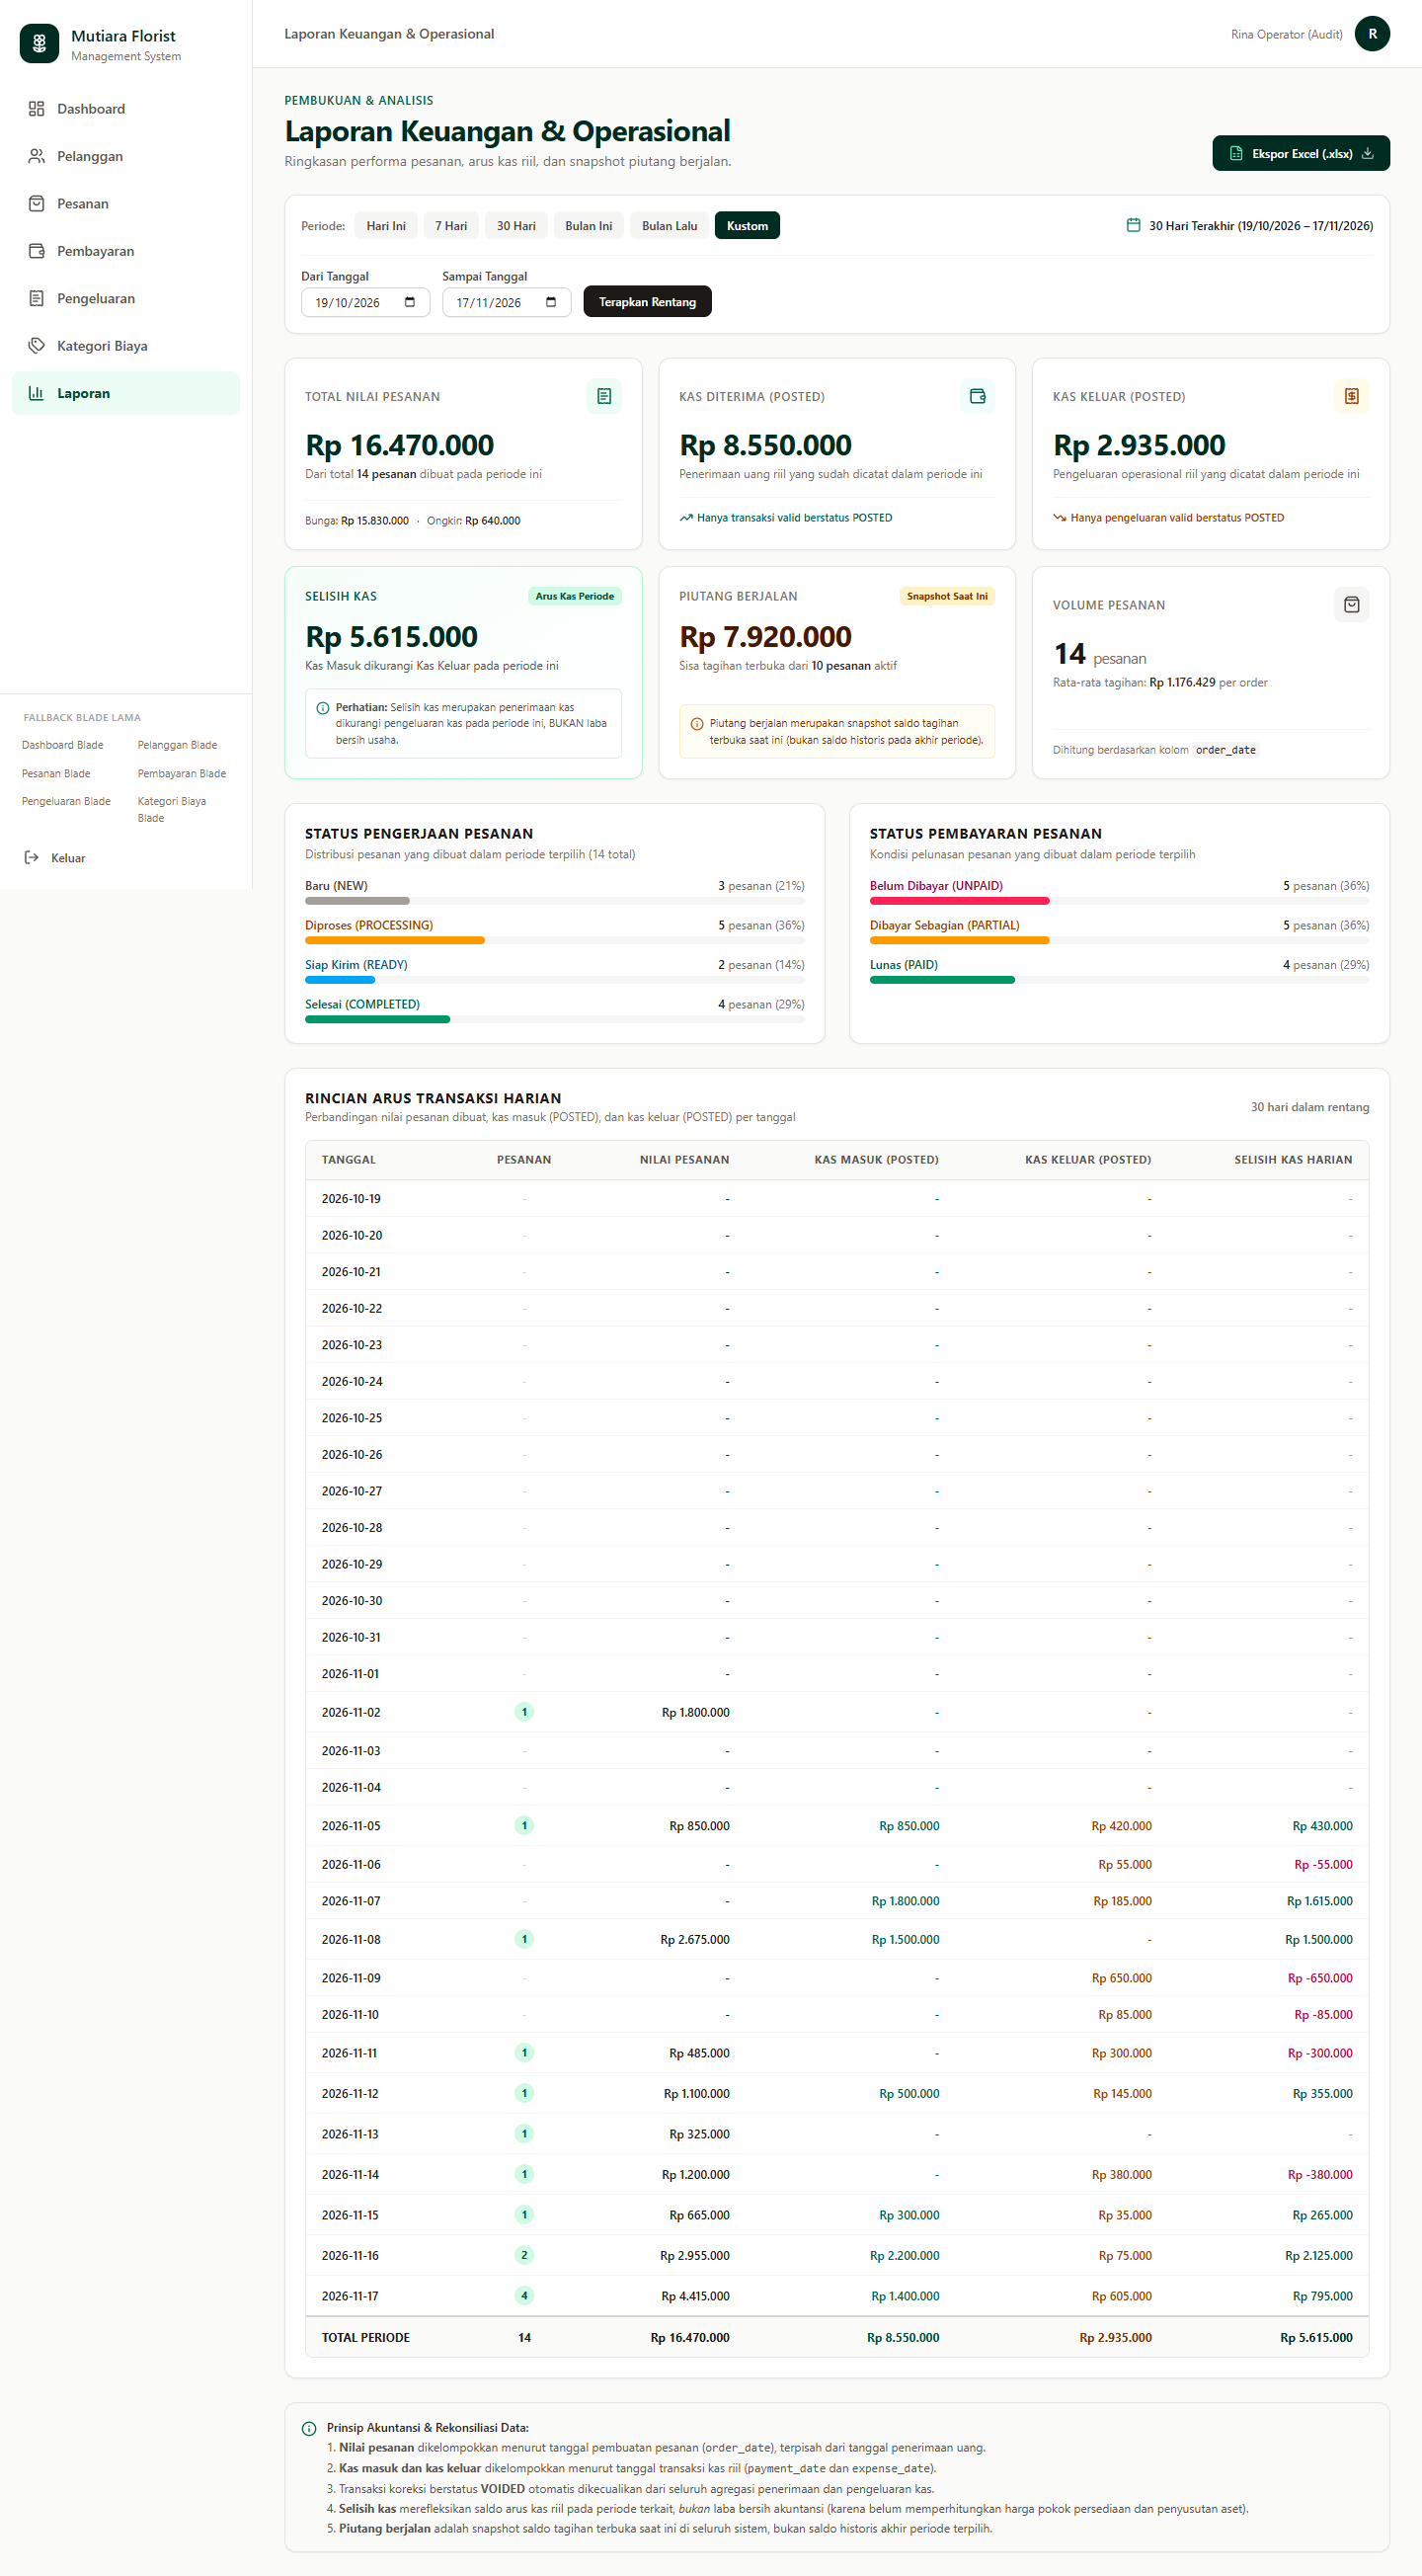 Mutiara Florist
Management System
Dashboard
Pelanggan
Pesanan
Pembayaran
Pengeluaran
Kategori Biaya
Laporan
FALLBACK BLADE LAMA
Dashboard Blade Pelanggan Blade
Pesanan Blade Pembayaran Blade
Pengeluaran Blade Kategori Biaya Blade
Keluar
Laporan Keuangan & Operasional
Rina Operator (Audit) R
PEMBUKUAN & ANALISIS
Laporan Keuangan & Operasional
Ringkasan performa pesanan, arus kas riil, dan snapshot piutang berjalan.
Ekspor Excel (.xlsx)
Periode: Hari Ini 7 Hari 30 Hari Bulan Ini Bulan Lalu Kustom
30 Hari Terakhir (19/10/2026 – 17/11/2026)
Dari Tanggal Sampai Tanggal
19/10/2026 17/11/2026 Terapkan Rentang
TOTAL NILAI PESANAN
Rp 16.470.000
Dari total 14 pesanan dibuat pada periode ini
Bunga: Rp 15.830.000 · Ongkir: Rp 640.000
KAS DITERIMA (POSTED)
Rp 8.550.000
Penerimaan uang riil yang sudah dicatat dalam periode ini
Hanya transaksi valid berstatus POSTED
KAS KELUAR (POSTED)
Rp 2.935.000
Pengeluaran operasional riil yang dicatat dalam periode ini
Hanya pengeluaran valid berstatus POSTED
SELISIH KAS Arus Kas Periode
Rp 5.615.000
Kas Masuk dikurangi Kas Keluar pada periode ini
Perhatian: Selisih kas merupakan penerimaan kas
dikurangi pengeluaran kas pada periode ini, BUKAN laba
bersih usaha.
PIUTANG BERJALAN Snapshot Saat Ini
Rp 7.920.000
Sisa tagihan terbuka dari 10 pesanan aktif
Piutang berjalan merupakan snapshot saldo tagihan
terbuka saat ini (bukan saldo historis pada akhir periode).
VOLUME PESANAN
14 pesanan
Rata-rata tagihan: Rp 1.176.429 per order
Dihitung berdasarkan kolom order_date
STATUS PENGERJAAN PESANAN
Distribusi pesanan yang dibuat dalam periode terpilih (14 total)
Baru (NEW) 3 pesanan (21%)
Diproses (PROCESSING) 5 pesanan (36%)
Siap Kirim (READY) 2 pesanan (14%)
Selesai (COMPLETED) 4 pesanan (29%)
STATUS PEMBAYARAN PESANAN
Kondisi pelunasan pesanan yang dibuat dalam periode terpilih
Belum Dibayar (UNPAID) 5 pesanan (36%)
Dibayar Sebagian (PARTIAL) 5 pesanan (36%)
Lunas (PAID) 4 pesanan (29%)
RINCIAN ARUS TRANSAKSI HARIAN
Perbandingan nilai pesanan dibuat, kas masuk (POSTED), dan kas keluar (POSTED) per tanggal
30 hari dalam rentang
TANGGAL PESANAN NILAI PESANAN KAS MASUK (POSTED) KAS KELUAR (POSTED) SELISIH KAS HARIAN
2026-10-19 - - - - -
2026-10-20 - - - - -
2026-10-21 - - - - -
2026-10-22 - - - - -
2026-10-23 - - - - -
2026-10-24 - - - - -
2026-10-25 - - - - -
2026-10-26 - - - - -
2026-10-27 - - - - -
2026-10-28 - - - - -
2026-10-29 - - - - -
2026-10-30 - - - - -
2026-10-31 - - - - -
2026-11-01 - - - - -
2026-11-02 1 Rp 1.800.000 - - -
2026-11-03 - - - - -
2026-11-04 - - - - -
2026-11-05 1 Rp 850.000 Rp 850.000 Rp 420.000 Rp 430.000
2026-11-06 - - - Rp 55.000 Rp -55.000
2026-11-07 - - Rp 1.800.000 Rp 185.000 Rp 1.615.000
2026-11-08 1 Rp 2.675.000 Rp 1.500.000 - Rp 1.500.000
2026-11-09 - - - Rp 650.000 Rp -650.000
2026-11-10 - - - Rp 85.000 Rp -85.000
2026-11-11 1 Rp 485.000 - Rp 300.000 Rp -300.000
2026-11-12 1 Rp 1.100.000 Rp 500.000 Rp 145.000 Rp 355.000
2026-11-13 1 Rp 325.000 - - -
2026-11-14 1 Rp 1.200.000 - Rp 380.000 Rp -380.000
2026-11-15 1 Rp 665.000 Rp 300.000 Rp 35.000 Rp 265.000
2026-11-16 2 Rp 2.955.000 Rp 2.200.000 Rp 75.000 Rp 2.125.000
2026-11-17 4 Rp 4.415.000 Rp 1.400.000 Rp 605.000 Rp 795.000
TOTAL PERIODE 14 Rp 16.470.000 Rp 8.550.000 Rp 2.935.000 Rp 5.615.000
Prinsip Akuntansi & Rekonsiliasi Data:
1. Nilai pesanan dikelompokkan menurut tanggal pembuatan pesanan (order_date), terpisah dari tanggal penerimaan uang.
2. Kas masuk dan kas keluar dikelompokkan menurut tanggal transaksi kas riil (payment_date dan expense_date).
3. Transaksi koreksi berstatus VOIDED otomatis dikecualikan dari seluruh agregasi penerimaan dan pengeluaran kas.
4. Selisih kas merefleksikan saldo arus kas riil pada periode terkait, bukan laba bersih akuntansi (karena belum memperhitungkan harga pokok persediaan dan penyusutan aset).
5. Piutang berjalan adalah snapshot saldo tagihan terbuka saat ini di seluruh sistem, bukan saldo historis akhir periode terpilih.